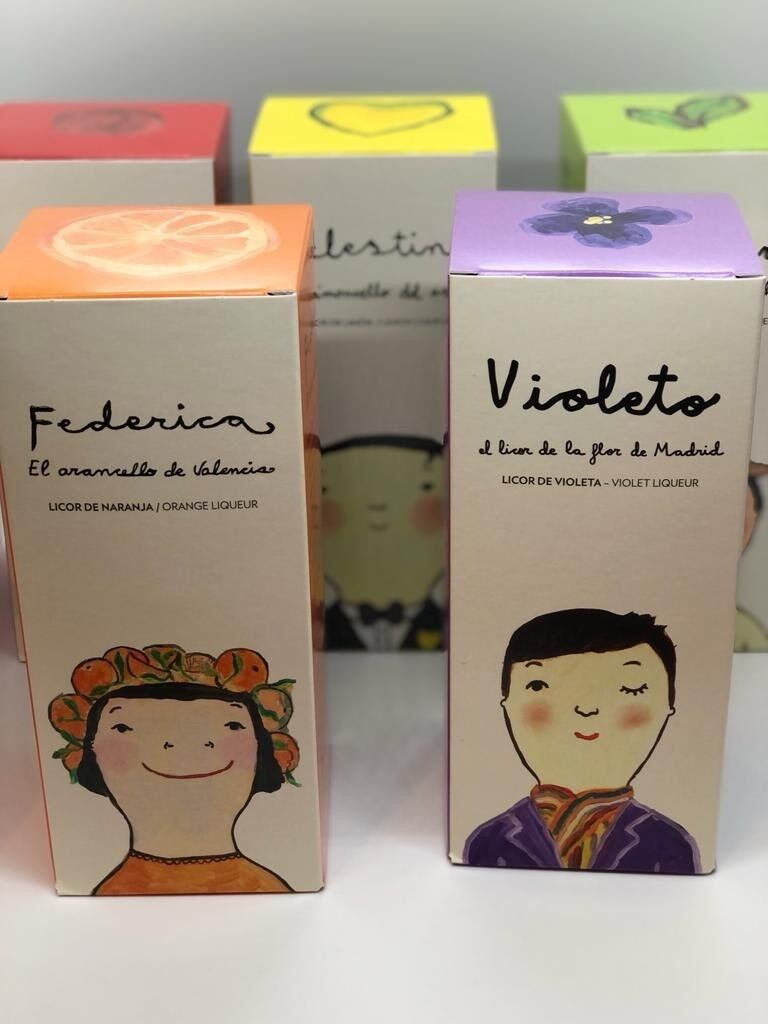 Federica
El arancello de Valencia
LICOR DE NARANJA / ORANGE LIQUEUR
Violeto
el licor de la flor de Madrid
LICOR DE VIOLETA – VIOLET LIQUEUR